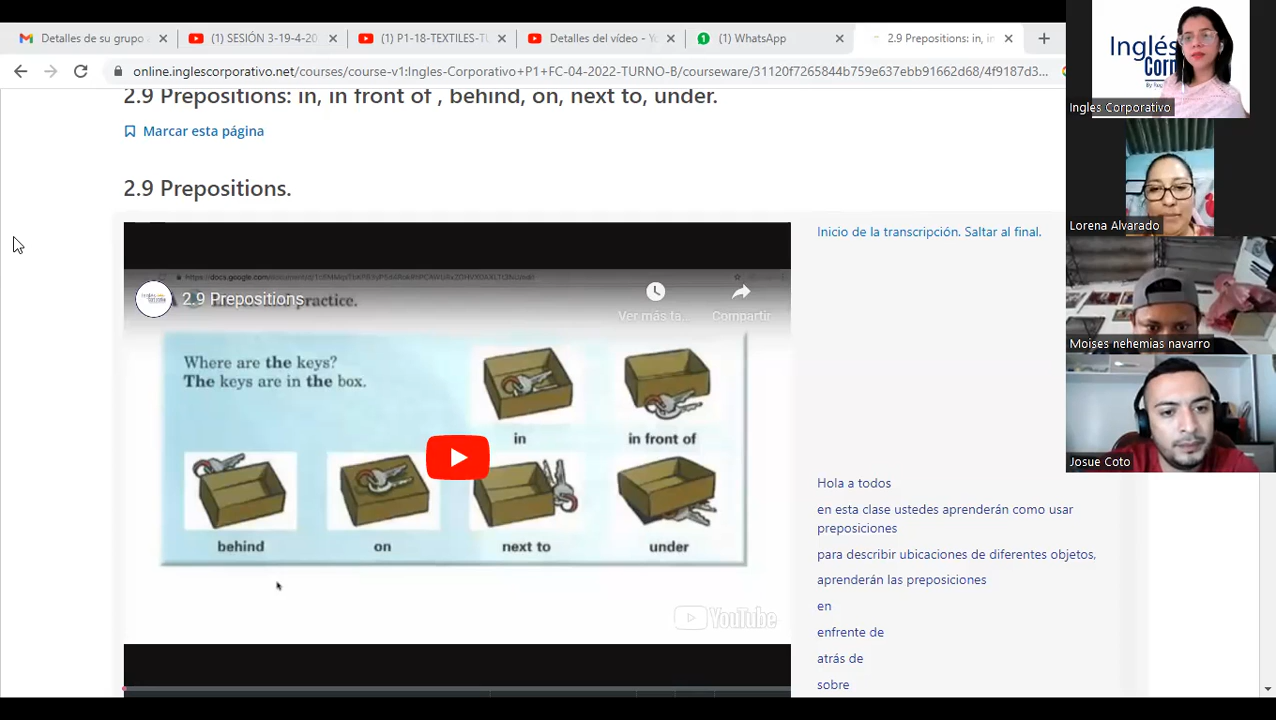 Detalles de su grupo
(1) SESIÓN 3-19-4-20
(1) P1-18-TEXTILES-T
Detalles del vídeo - Yo
(1) WhatsApp
2.9 Prepositions: in, in
online.inglescorporativo.net/courses/course-v1:Ingles-Corporativo+P1+FC-04-2022-TURNO-B/courseware/31120f7265844b759e637ebb91662d68/4f9187d3...
2.9 Prepositions: in, in front of , behind, on, next to, under.
Marcar esta página
2.9 Prepositions.
2.9 Prepositions
practice.
Ver más ta...
Compartir
Where are the keys?
The keys are in the box.
in
in front of
behind
on
next to
under
YouTube
Inicio de la transcripción. Saltar al final.
Hola a todos
en esta clase ustedes aprenderán como usar
preposiciones
para describir ubicaciones de diferentes objetos,
aprenderán las preposiciones
en
enfrente de
atrás de
sobre
Inglés
Corp
Ingles Corporativo
Lorena Alvarado
Moises nehemias navarro
Josue Coto